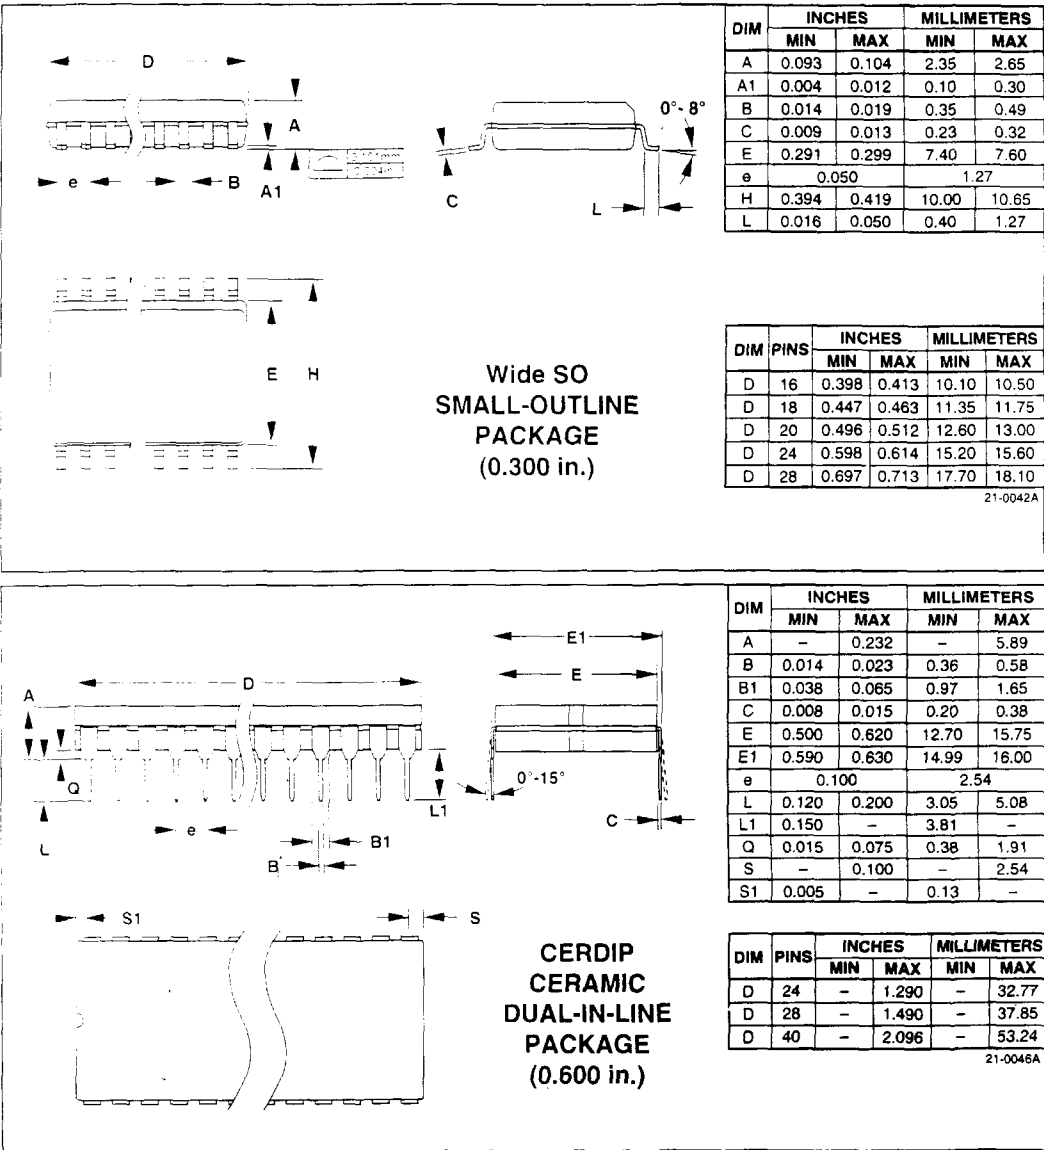 D
A
e
B
A1
C
L
0°- 8°
E
H
Wide SO
SMALL-OUTLINE
PACKAGE
(0.300 in.)
DIM INCHES MILLIMETERS
MIN MAX MIN MAX
A 0.093 0.104 2.35 2.65
A1 0.004 0.012 0.10 0.30
B 0.014 0.019 0.35 0.49
C 0.009 0.013 0.23 0.32
E 0.291 0.299 7.40 7.60
e 0.050 1.27
H 0.394 0.419 10.00 10.65
L 0.016 0.050 0.40 1.27
DIM PINS INCHES MILLIMETERS
MIN MAX MIN MAX
D 16 0.398 0.413 10.10 10.50
D 18 0.447 0.463 11.35 11.75
D 20 0.496 0.512 12.60 13.00
D 24 0.598 0.614 15.20 15.60
D 28 0.697 0.713 17.70 18.10
21-0042A
A
D
E1
E
Q
L
e
B
B1
L1
0°-15°
C
S1
S
CERDIP
CERAMIC
DUAL-IN-LINE
PACKAGE
(0.600 in.)
DIM INCHES MILLIMETERS
MIN MAX MIN MAX
A – 0.232 – 5.89
B 0.014 0.023 0.36 0.58
B1 0.038 0.065 0.97 1.65
C 0.008 0.015 0.20 0.38
E 0.500 0.620 12.70 15.75
E1 0.590 0.630 14.99 16.00
e 0.100 2.54
L 0.120 0.200 3.05 5.08
L1 0.150 – 3.81 –
Q 0.015 0.075 0.38 1.91
S – 0.100 – 2.54
S1 0.005 – 0.13 –
DIM PINS INCHES MILLIMETERS
MIN MAX MIN MAX
D 24 – 1.290 – 32.77
D 28 – 1.490 – 37.85
D 40 – 2.096 – 53.24
21-0046A